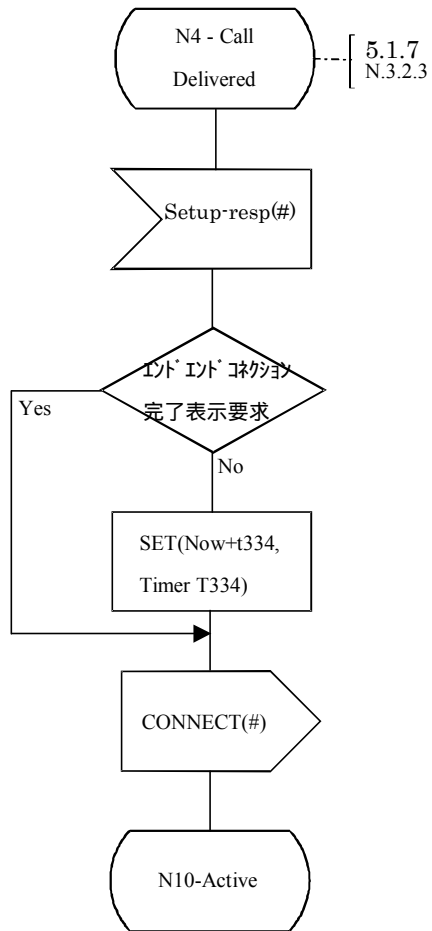 N4 - Call
Delivered
5.1.7
N.3.2.3
Setup-resp(#)
ｴﾝﾄﾞｴﾝﾄﾞｺﾈｸｼｮﾝ
完了表示要求
Yes
No
SET(Now+t334,
Timer T334)
CONNECT(#)
N10-Active